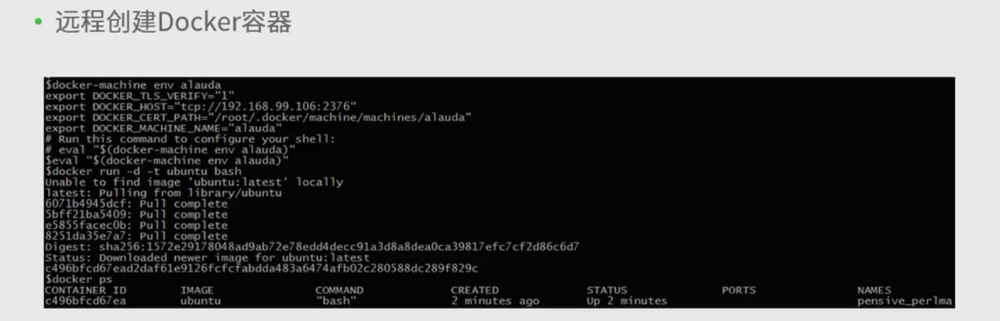 • 远程创建Docker容器
$docker-machine env alauda
export DOCKER_TLS_VERIFY="1"
export DOCKER_HOST="tcp://192.168.99.106:2376"
export DOCKER_CERT_PATH="/root/.docker/machine/machines/alauda"
export DOCKER_MACHINE_NAME="alauda"
# Run this command to configure your shell:
# eval "$(docker-machine env alauda)"
$eval "$(docker-machine env alauda)"
$docker run -d -t ubuntu bash
Unable to find image 'ubuntu:latest' locally
latest: Pulling from library/ubuntu
6071b4945dcf: Pull complete
5bff21ba5409: Pull complete
e5855facec0b: Pull complete
8251da35e7a7: Pull complete
Digest: sha256:1572e29178048ad9ab72e78edd4decc91a3d8a8dea0ca39817efc7cf2d86c6d7
Status: Downloaded newer image for ubuntu:latest
c496bfcd67ead2daf61e9126fcfcfabdda483a6474afb02c280588dc289f829c
$docker ps
CONTAINER ID IMAGE COMMAND CREATED STATUS PORTS NAMES
c496bfcd67ea ubuntu "bash" 2 minutes ago Up 2 minutes pensive_perlma